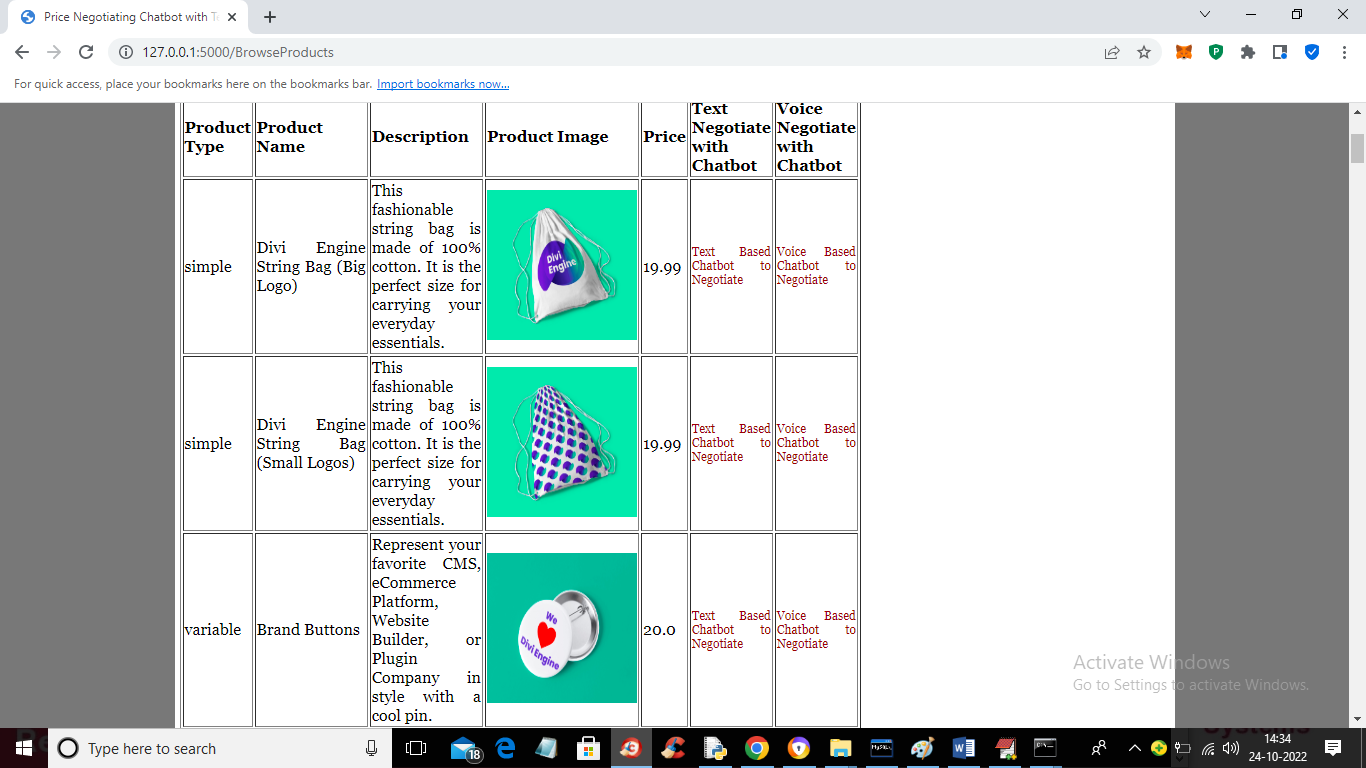 Price Negotiating Chatbot with Te
127.0.0.1:5000/BrowseProducts
For quick access, place your bookmarks here on the bookmarks bar. Import bookmarks now...
Product Type
Product Name
Description
Product Image
Price
Text Negotiate with Chatbot
Voice Negotiate with Chatbot
simple
Divi Engine
String Bag (Big
Logo)
This
fashionable
string bag is
made of 100%
cotton. It is the
perfect size for
carrying your
everyday
essentials.
Divi
Engine
19.99
Text Based
Chatbot to
Negotiate
Voice Based
Chatbot to
Negotiate
simple
Divi Engine
String Bag
(Small Logos)
This
fashionable
string bag is
made of 100%
cotton. It is the
perfect size for
carrying your
everyday
essentials.
19.99
Text Based
Chatbot to
Negotiate
Voice Based
Chatbot to
Negotiate
variable
Brand Buttons
Represent your
favorite CMS,
eCommerce
Platform,
Website
Builder, or
Plugin
Company in
style with a
cool pin.
We
Divi Engine
20.0
Text Based
Chatbot to
Negotiate
Voice Based
Chatbot to
Negotiate
Activate Windows
Go to Settings to activate Windows.
Type here to search
18
MySQL
14:34
24-10-2022